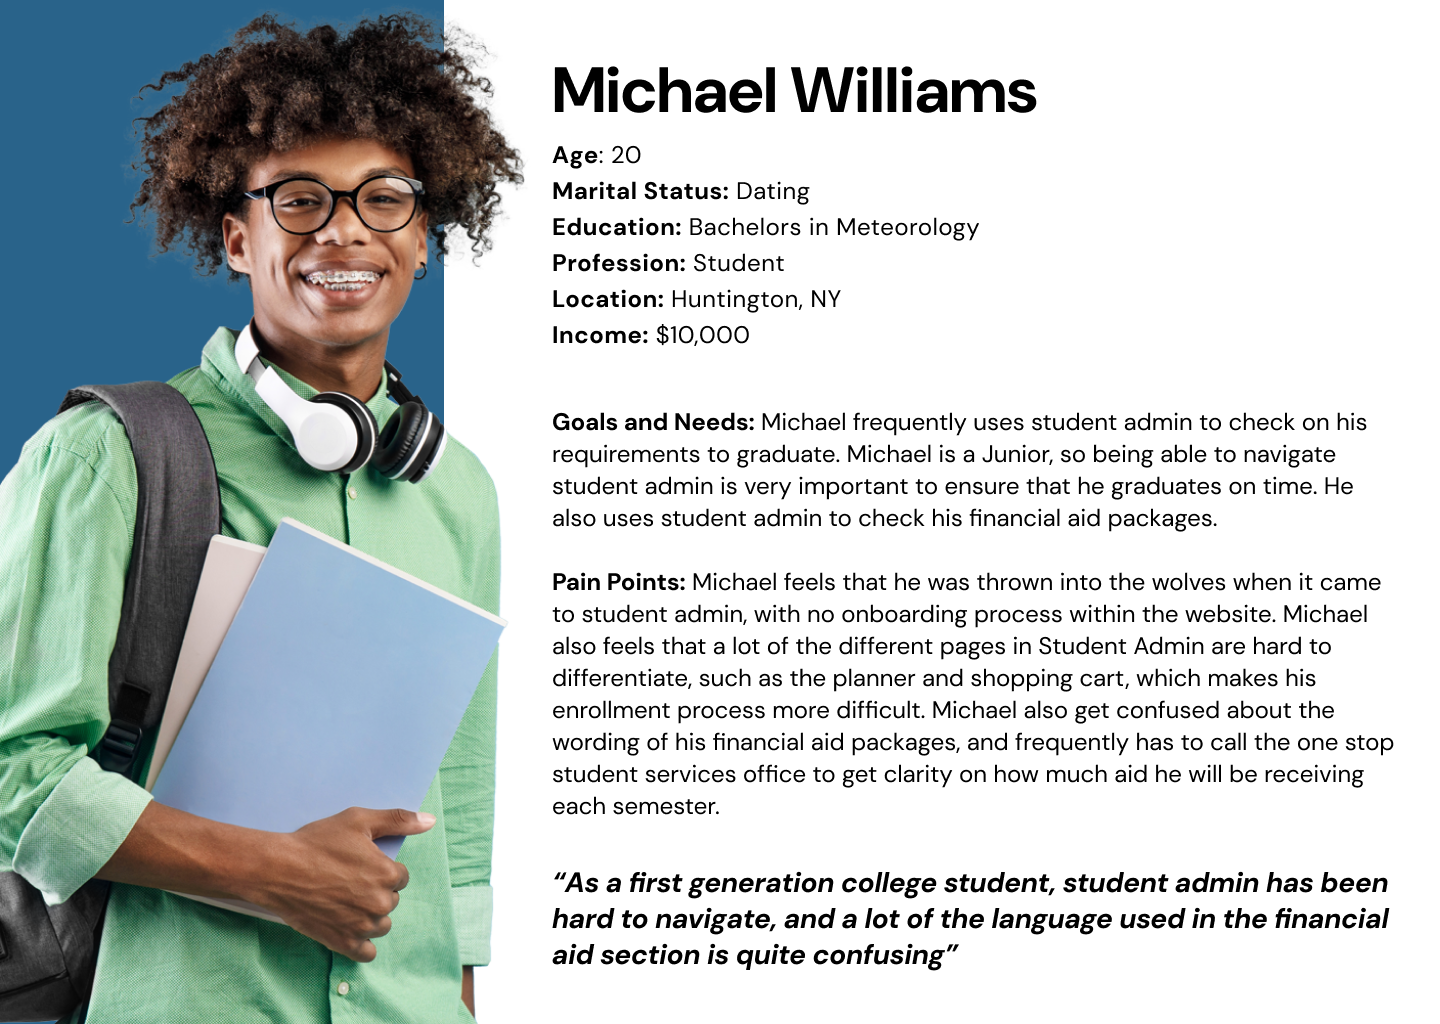 Michael Williams
Age: 20
Marital Status: Dating
Education: Bachelors in Meteorology
Profession: Student
Location: Huntington, NY
Income: $10,000
Goals and Needs: Michael frequently uses student admin to check on his
requirements to graduate. Michael is a Junior, so being able to navigate
student admin is very important to ensure that he graduates on time. He
also uses student admin to check his financial aid packages.
Pain Points: Michael feels that he was thrown into the wolves when it came
to student admin, with no onboarding process within the website. Michael
also feels that a lot of the different pages in Student Admin are hard to
differentiate, such as the planner and shopping cart, which makes his
enrollment process more difficult. Michael also get confused about the
wording of his financial aid packages, and frequently has to call the one stop
student services office to get clarity on how much aid he will be receiving
each semester.
“As a first generation college student, student admin has been
hard to navigate, and a lot of the language used in the financial
aid section is quite confusing”